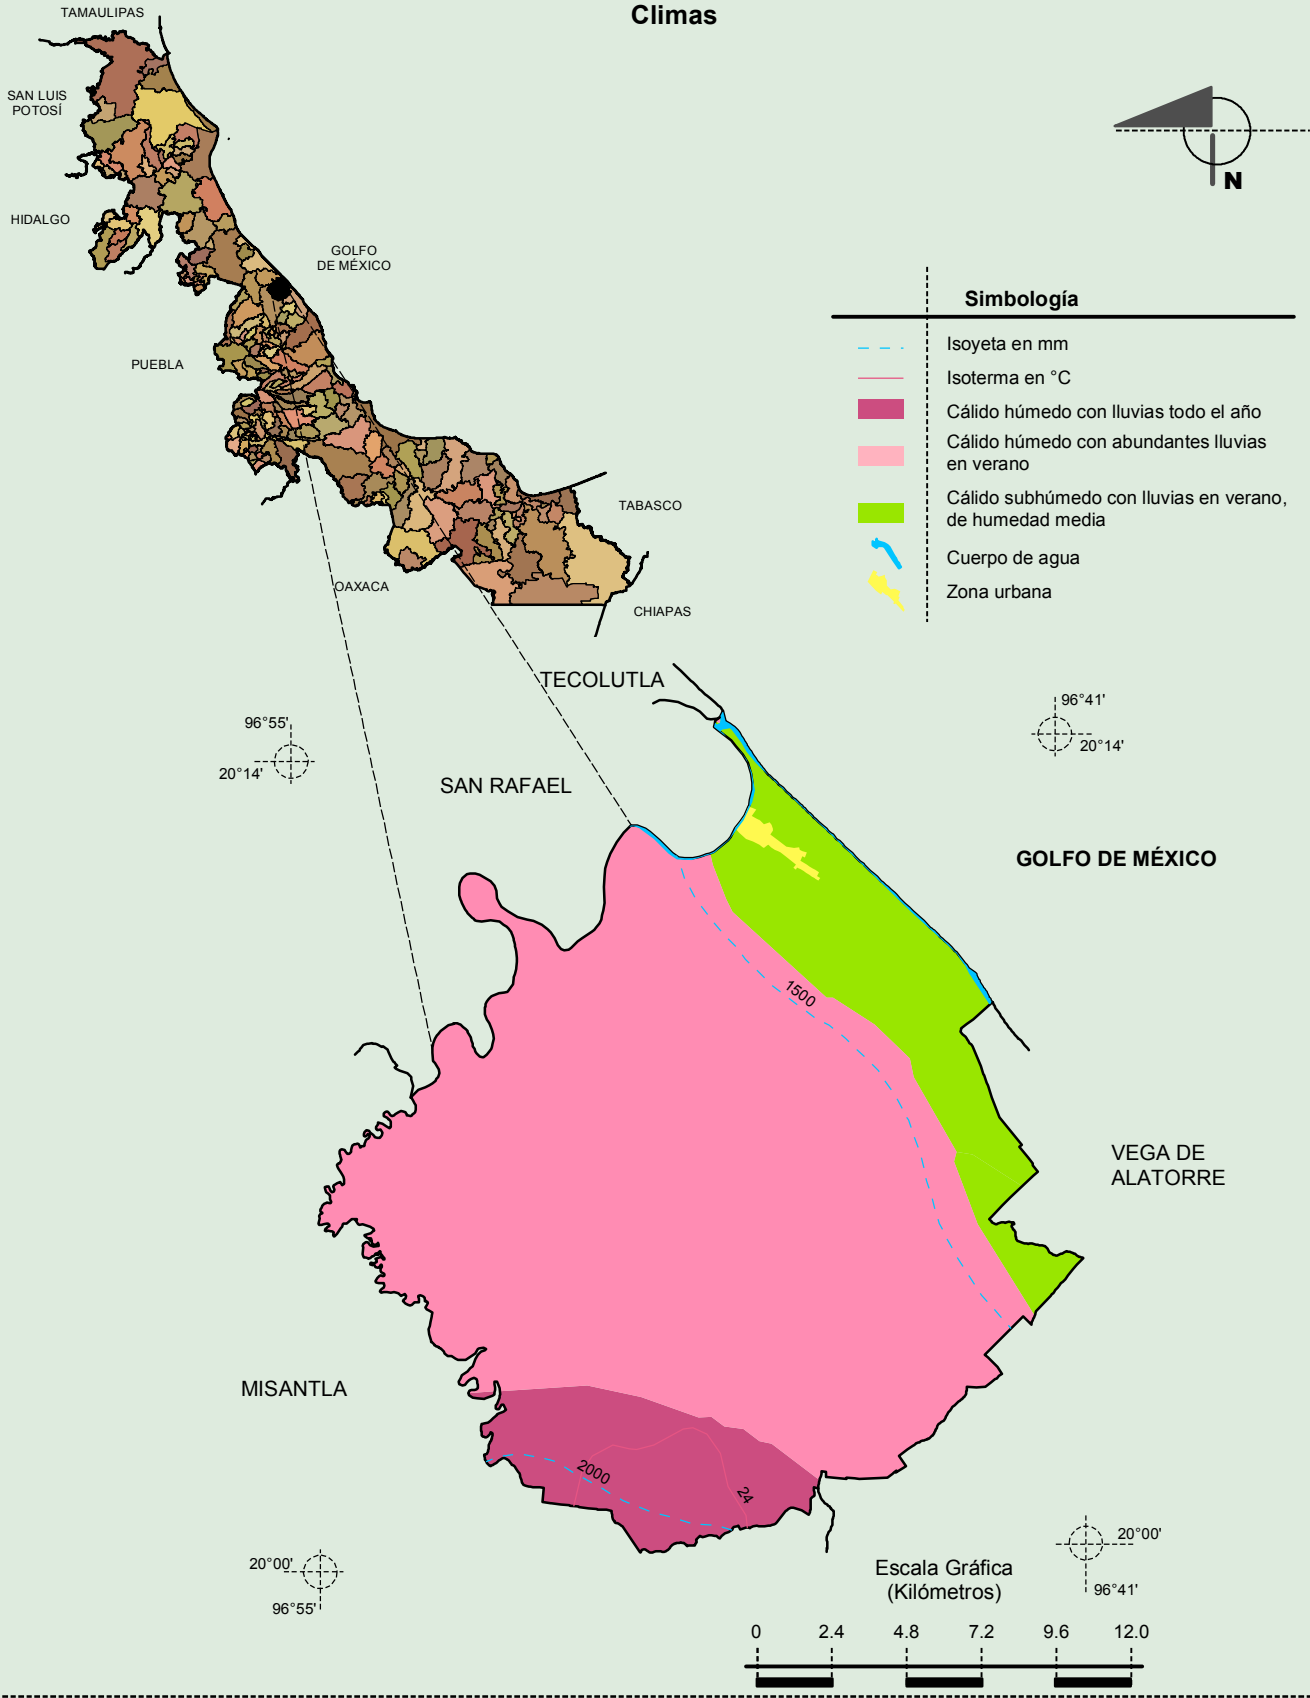 Climas
TAMAULIPAS
SAN LUIS
POTOSÍ
HIDALGO
GOLFO
DE MÉXICO
PUEBLA
TABASCO
OAXACA
CHIAPAS
N
Simbología
Isoyeta en mm
Isoterma en °C
Cálido húmedo con lluvias todo el año
Cálido húmedo con abundantes lluvias
en verano
Cálido subhúmedo con lluvias en verano,
de humedad media
Cuerpo de agua
Zona urbana
TECOLUTLA
96°55'
20°14'
96°41'
20°14'
SAN RAFAEL
GOLFO DE MÉXICO
1500
VEGA DE
ALATORRE
MISANTLA
2000
24
20°00'
96°55'
20°00'
96°41'
Escala Gráfica
(Kilómetros)
0 2.4 4.8 7.2 9.6 12.0